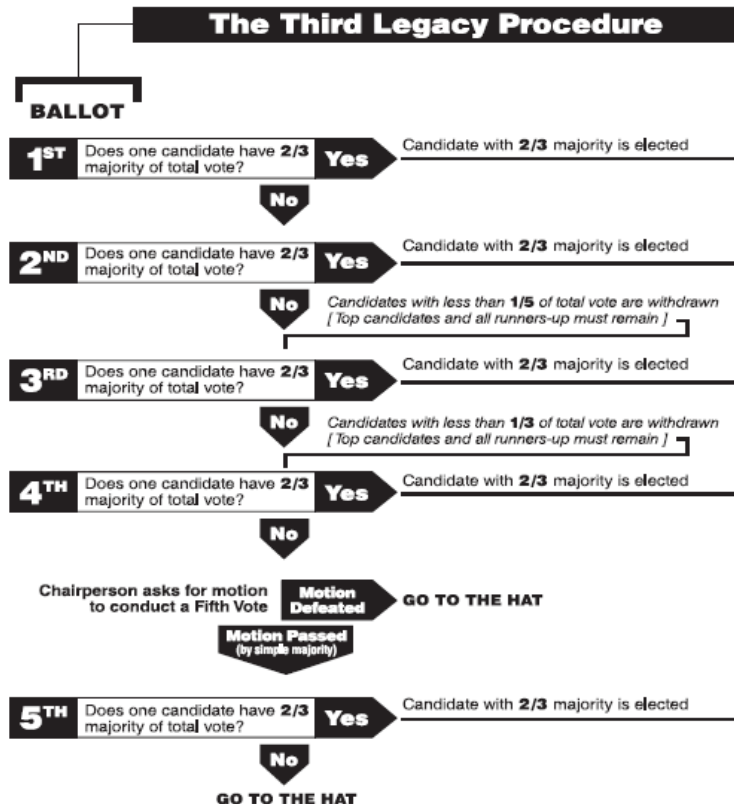 The Third Legacy Procedure
BALLOT
1ST
Does one candidate have 2/3
majority of total vote?
Yes
Candidate with 2/3 majority is elected
No
2ND
Does one candidate have 2/3
majority of total vote?
Yes
Candidate with 2/3 majority is elected
No
Candidates with less than 1/5 of total vote are withdrawn
[ Top candidates and all runners-up must remain ]
3RD
Does one candidate have 2/3
majority of total vote?
Yes
Candidate with 2/3 majority is elected
No
Candidates with less than 1/3 of total vote are withdrawn
[ Top candidates and all runners-up must remain ]
4TH
Does one candidate have 2/3
majority of total vote?
Yes
Candidate with 2/3 majority is elected
No
Chairperson asks for motion
to conduct a Fifth Vote
Motion
Defeated
GO TO THE HAT
Motion Passed
(by simple majority)
5TH
Does one candidate have 2/3
majority of total vote?
Yes
Candidate with 2/3 majority is elected
No
GO TO THE HAT